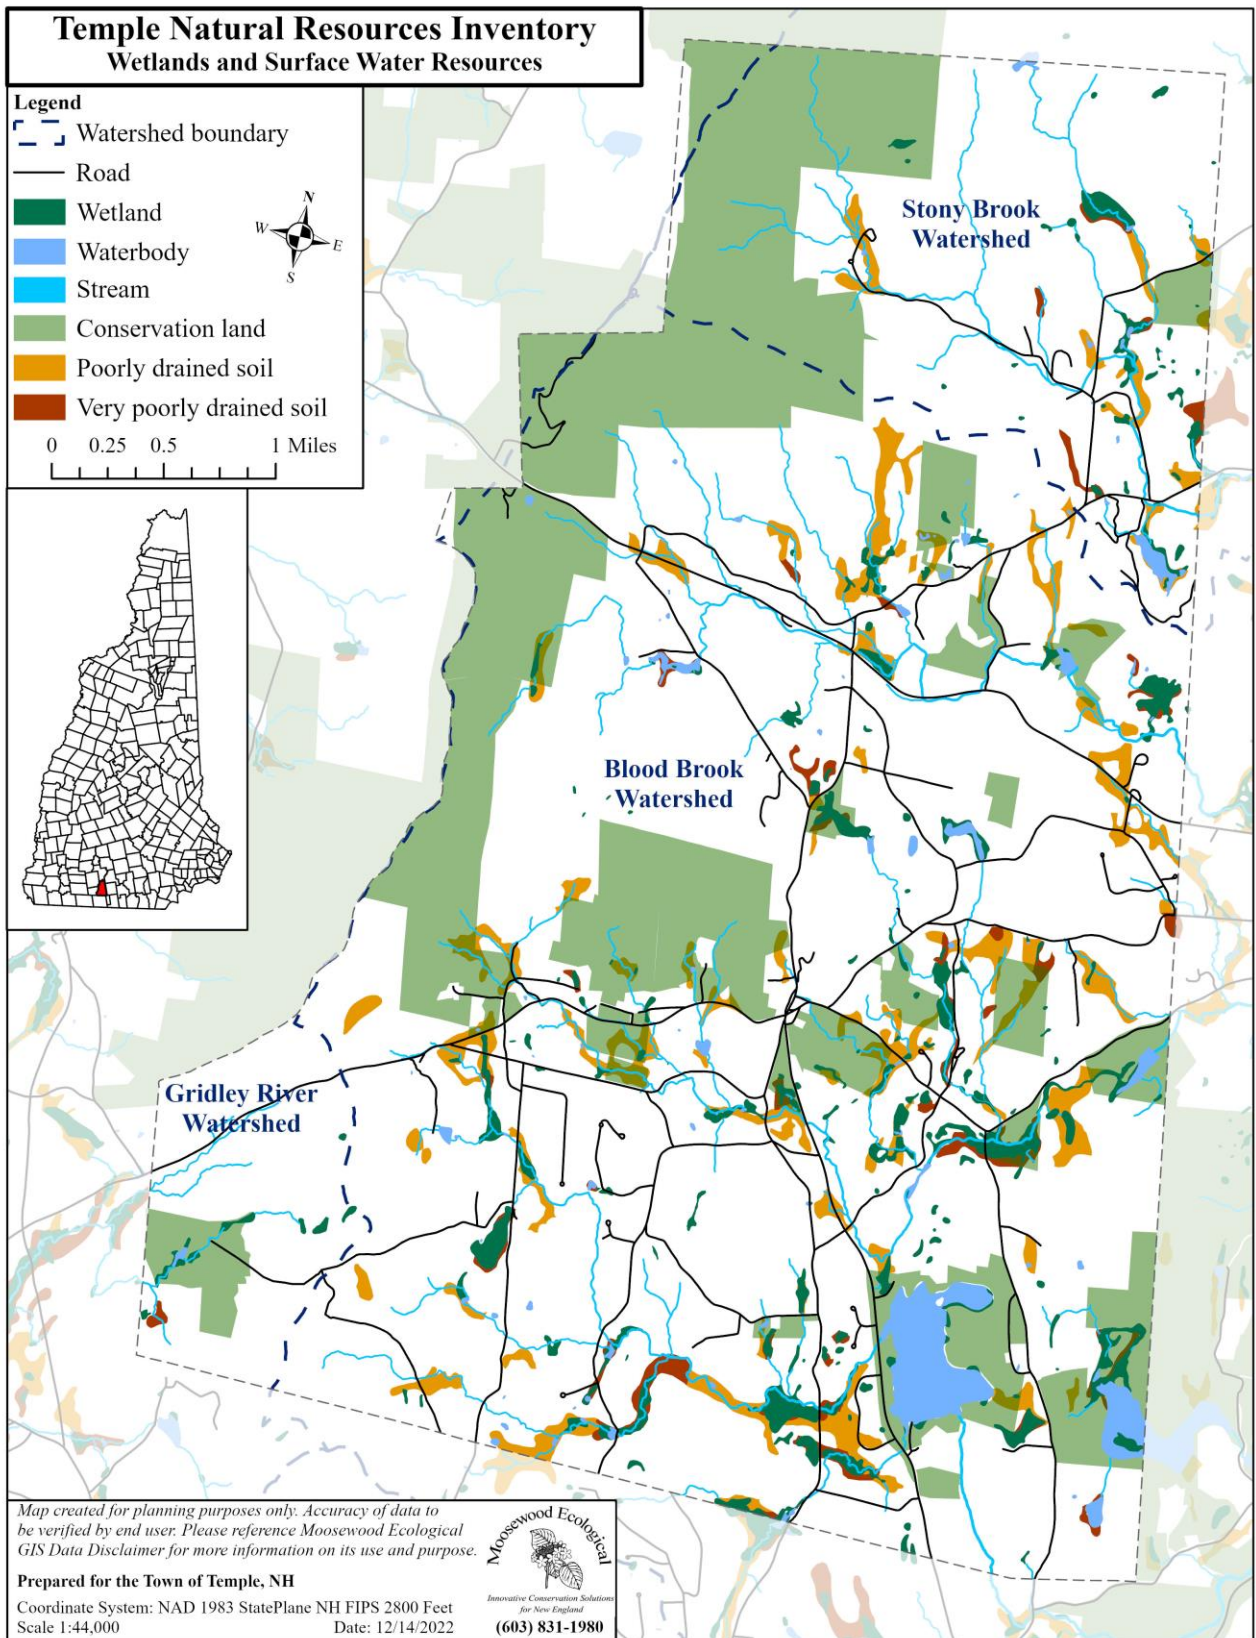 Temple Natural Resources Inventory
Wetlands and Surface Water Resources
Legend
Watershed boundary
Road
Wetland
Waterbody
Stream
Conservation land
Poorly drained soil
Very poorly drained soil
N
W
E
S
0 0.25 0.5 1 Miles
Stony Brook
Watershed
Blood Brook
Watershed
Gridley River
Watershed
Map created for planning purposes only. Accuracy of data to
be verified by end user. Please reference Moosewood Ecological
GIS Data Disclaimer for more information on its use and purpose.
Prepared for the Town of Temple, NH
Coordinate System: NAD 1983 StatePlane NH FIPS 2800 Feet
Scale 1:44,000 Date: 12/14/2022
Moosewood Ecological
Innovative Conservation Solutions
for New England
(603) 831-1980